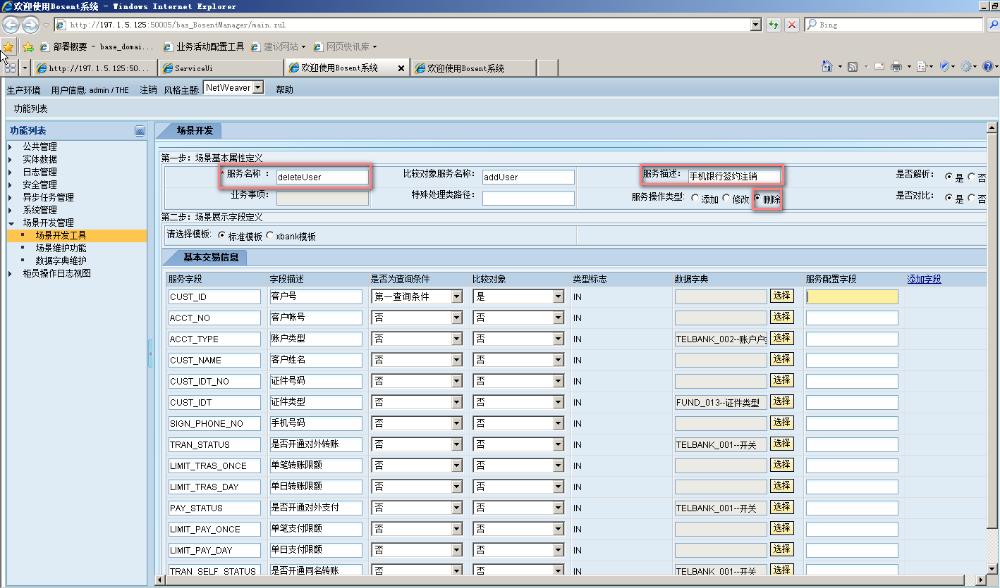 欢迎使用Bosent系统 - Windows Internet Explorer
http://197.1.5.125:50005/bas_BosentManager/main.zul
Bing
部署概要 - base_domai... 业务活动配置工具 建议网站 网页快讯库
http://197.1.5.125:50... ServiceUi 欢迎使用Bosent系统 欢迎使用Bosent系统
生产环境 用户信息: admin / THE 注销 风格主题: NetWeaver 帮助
功能列表
功能列表
公共管理
实体数据
日志管理
安全管理
异步任务管理
系统管理
场景开发管理
场景开发工具
场景维护功能
数据字典维护
柜员操作日志视图
场景开发
第一步：场景基本属性定义
* 服务名称 ： deleteUser 比较对象服务名称: addUser 服务描述: 手机银行签约注销 是否解析: 是 否
业务事项: 特殊处理类路径: 服务操作类型: 添加 修改 删除 是否对比: 是 否
第二步：场景展示字段定义
请选择模板: 标准模板 xbank模板
基本交易信息
服务字段 字段描述 是否为查询条件 比较对象 类型标志 数据字典 服务配置字段 添加字段
CUST_ID 客户号 第一查询条件 是 IN 选择
ACCT_NO 客户帐号 否 否 IN 选择
ACCT_TYPE 账户类型 否 否 IN TELBANK_002--账户户 选择
CUST_NAME 客户姓名 否 否 IN 选择
CUST_IDT_NO 证件号码 否 否 IN 选择
CUST_IDT 证件类型 否 否 IN FUND_013--证件类型 选择
SIGN_PHONE_NO 手机号码 否 否 IN 选择
TRAN_STATUS 是否开通对外转账 否 否 IN TELBANK_001--开关 选择
LIMIT_TRAS_ONCE 单笔转账限额 否 否 IN 选择
LIMIT_TRAS_DAY 单日转账限额 否 否 IN 选择
PAY_STATUS 是否开通对外支付 否 否 IN TELBANK_001--开关 选择
LIMIT_PAY_ONCE 单笔支付限额 否 否 IN 选择
LIMIT_PAY_DAY 单日支付限额 否 否 IN 选择
TRAN_SELF_STATUS 是否开通同名转账 否 否 IN TELBANK_001--开关 选择